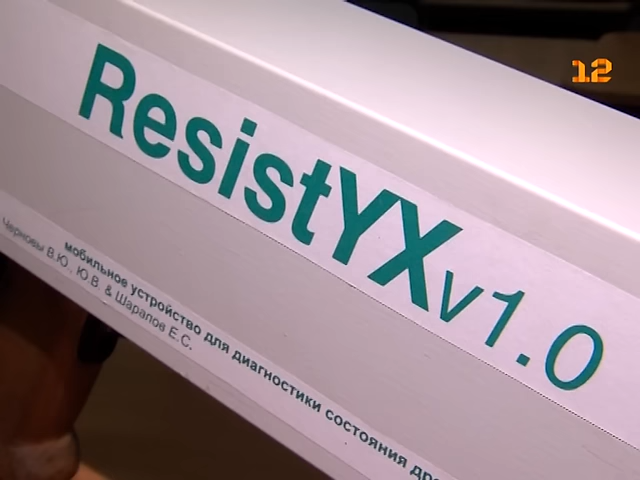 12
ResistYX v1.0
мобильное устройство для диагностики состояния
Черновы В.Ю., Ю.В. & Шарапов Е.С.